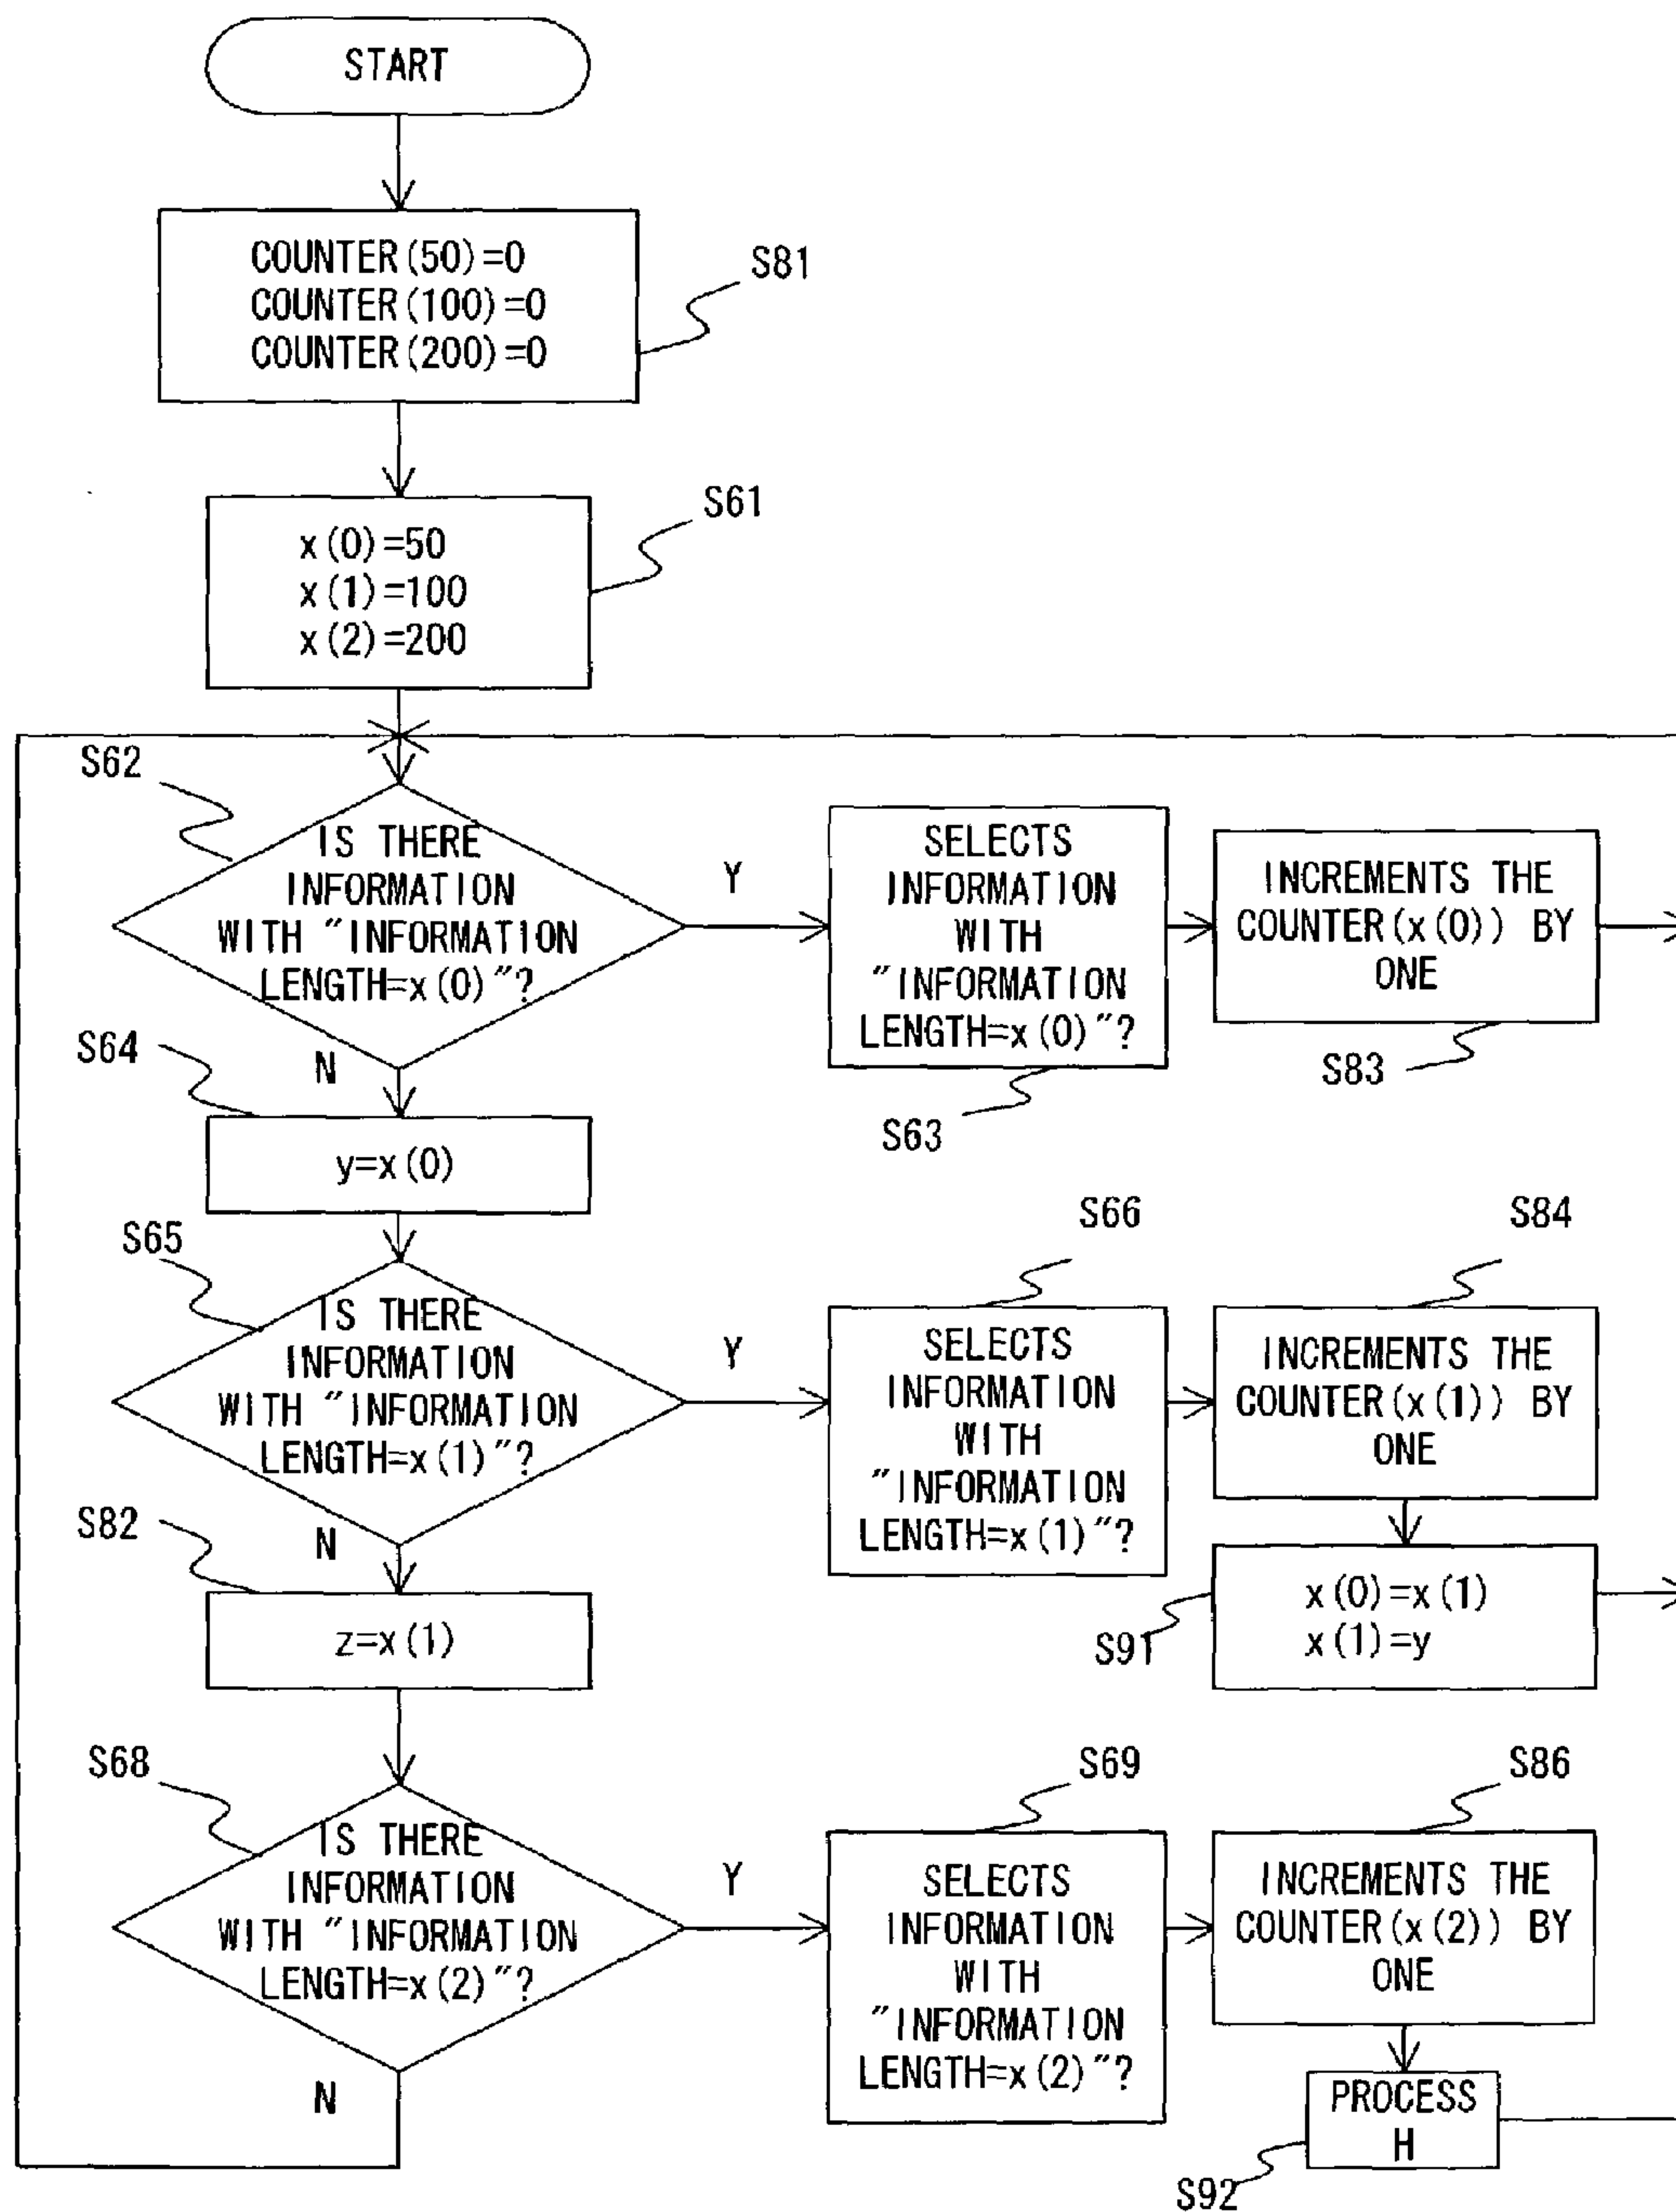 START
COUNTER(50)=0
COUNTER(100)=0
COUNTER(200)=0
S81
x(0)=50
x(1)=100
x(2)=200
S61
S62
IS THERE
INFORMATION
WITH "INFORMATION
LENGTH=x(0)"?
Y
SELECTS
INFORMATION
WITH
"INFORMATION
LENGTH=x(0)"?
S63
INCREMENTS THE
COUNTER(x(0)) BY
ONE
S83
N
S64
y=x(0)
S65
IS THERE
INFORMATION
WITH "INFORMATION
LENGTH=x(1)"?
Y
S66
SELECTS
INFORMATION
WITH
"INFORMATION
LENGTH=x(1)"?
S84
INCREMENTS THE
COUNTER(x(1)) BY
ONE
x(0)=x(1)
x(1)=y
S91
N
S82
z=x(1)
S68
IS THERE
INFORMATION
WITH "INFORMATION
LENGTH=x(2)"?
Y
S69
SELECTS
INFORMATION
WITH
"INFORMATION
LENGTH=x(2)"?
S86
INCREMENTS THE
COUNTER(x(2)) BY
ONE
PROCESS
H
S92
N